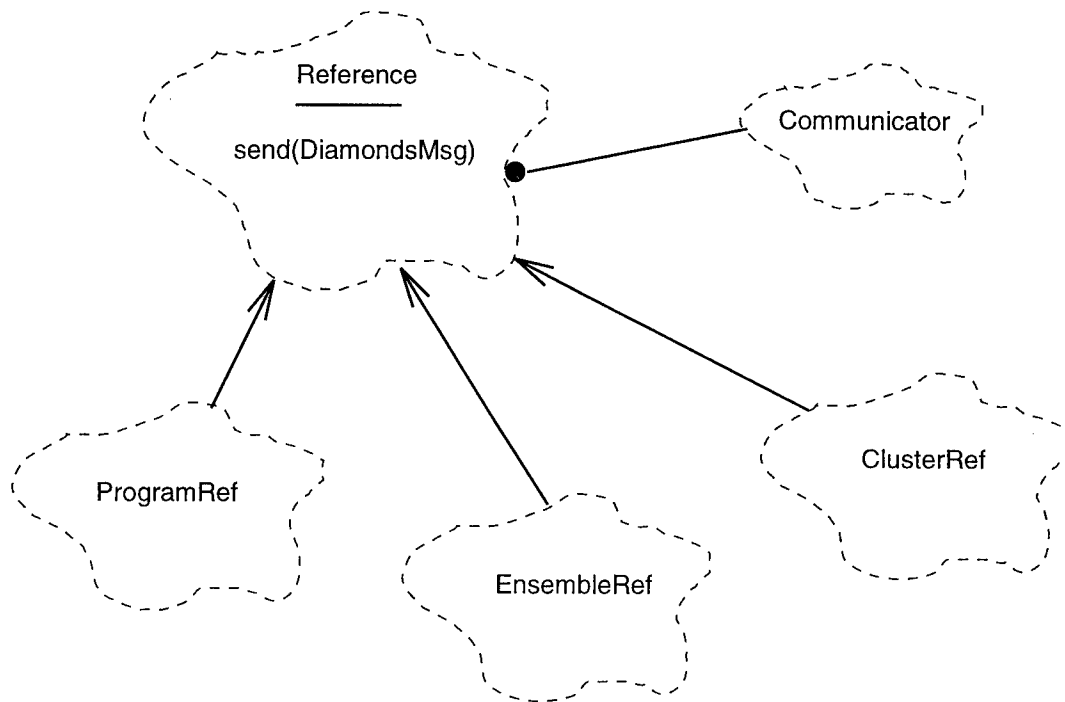 Reference
send(DiamondsMsg)
Communicator
ProgramRef
EnsembleRef
ClusterRef